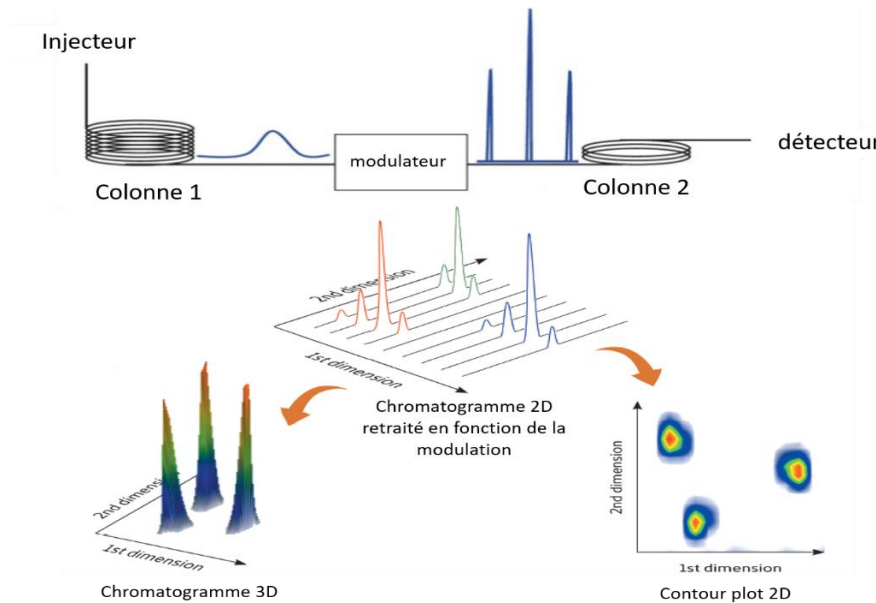 Injecteur
modulateur
détecteur
Colonne 1
Colonne 2
2nd dimension
1st dimension
Chromatogramme 2D
retraité en fonction de la
modulation
2nd dimension
1st dimension
Chromatogramme 3D
2nd dimension
1st dimension
Contour plot 2D